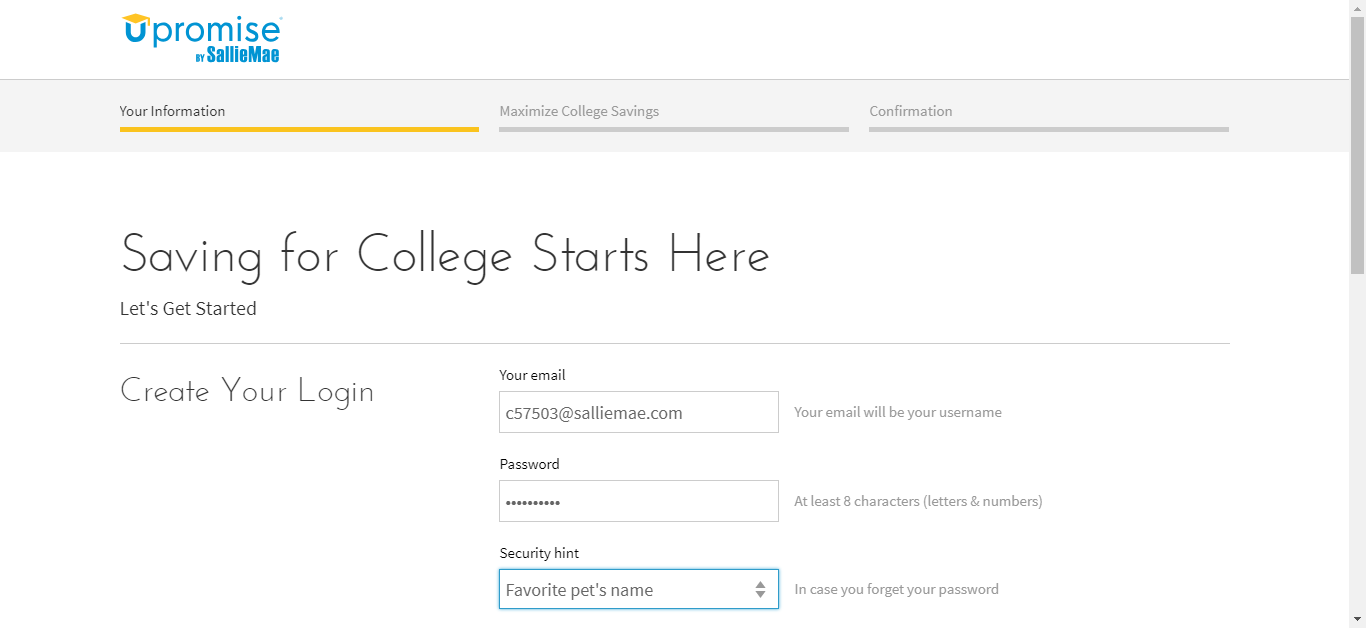 Upromise
BY SallieMae
Your Information
Maximize College Savings
Confirmation
Saving for College Starts Here
Let's Get Started
Create Your Login
Your email
c57503@salliemae.com
Your email will be your username
Password
••••••••••
At least 8 characters (letters & numbers)
Security hint
Favorite pet's name
In case you forget your password